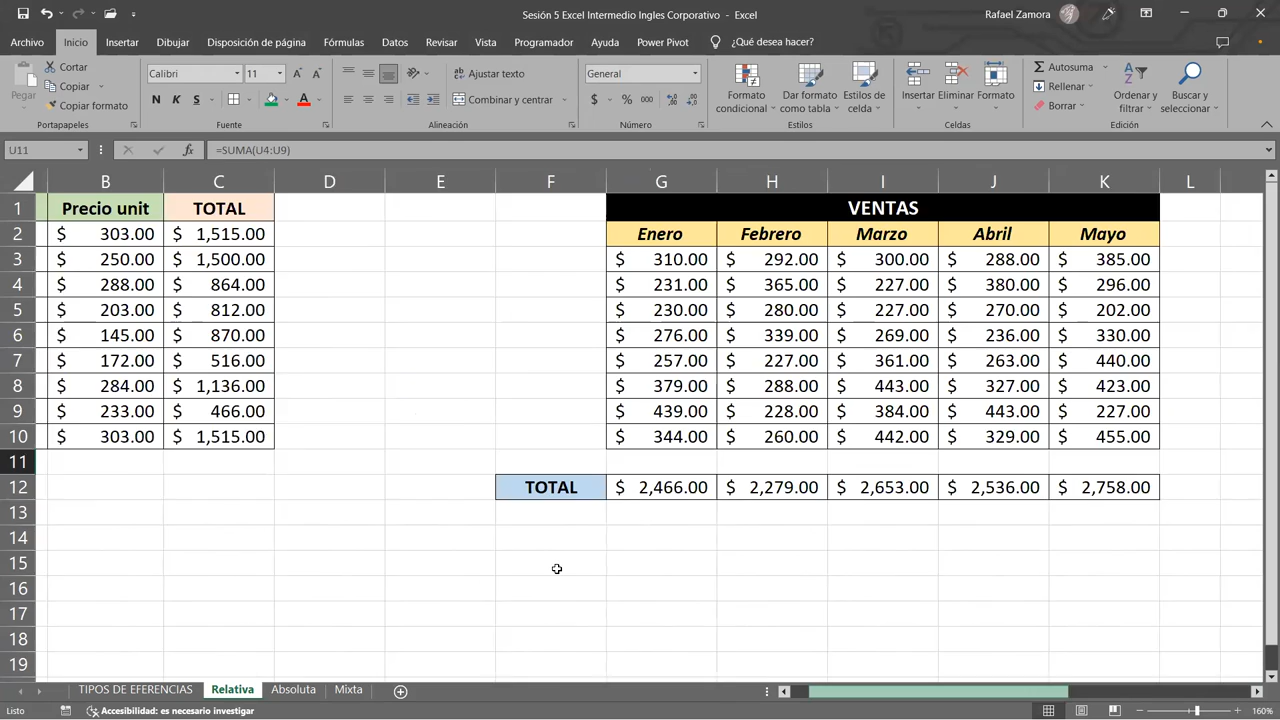 Sesión 5 Excel Intermedio Ingles Corporativo - Excel
Rafael Zamora
Archivo Inicio Insertar Dibujar Disposición de página Fórmulas Datos Revisar Vista Programador Ayuda Power Pivot ¿Qué desea hacer?
Pegar
Cortar
Copiar
Copiar formato
Portapapeles
Calibri 11
N K S
Fuente
Ajustar texto
Combinar y centrar
Alineación
General
$ % 000
Número
Formato condicional
Dar formato como tabla
Estilos de celda
Estilos
Insertar Eliminar Formato
Celdas
Autosuma
Rellenar
Borrar
Ordenar y filtrar
Buscar y seleccionar
Edición
U11 fx =SUMA(U4:U9)
B C D E F G H I J K L
1 Precio unit TOTAL VENTAS
2 $ 303.00 $ 1,515.00 Enero Febrero Marzo Abril Mayo
3 $ 250.00 $ 1,500.00 $ 310.00 $ 292.00 $ 300.00 $ 288.00 $ 385.00
4 $ 288.00 $ 864.00 $ 231.00 $ 365.00 $ 227.00 $ 380.00 $ 296.00
5 $ 203.00 $ 812.00 $ 230.00 $ 280.00 $ 227.00 $ 270.00 $ 202.00
6 $ 145.00 $ 870.00 $ 276.00 $ 339.00 $ 269.00 $ 236.00 $ 330.00
7 $ 172.00 $ 516.00 $ 257.00 $ 227.00 $ 361.00 $ 263.00 $ 440.00
8 $ 284.00 $ 1,136.00 $ 379.00 $ 288.00 $ 443.00 $ 327.00 $ 423.00
9 $ 233.00 $ 466.00 $ 439.00 $ 228.00 $ 384.00 $ 443.00 $ 227.00
10 $ 303.00 $ 1,515.00 $ 344.00 $ 260.00 $ 442.00 $ 329.00 $ 455.00
11
12 TOTAL $ 2,466.00 $ 2,279.00 $ 2,653.00 $ 2,536.00 $ 2,758.00
13
14
15
16
17
18
19
TIPOS DE EFERENCIAS Relativa Absoluta Mixta
Listo Accesibilidad: es necesario investigar 160%